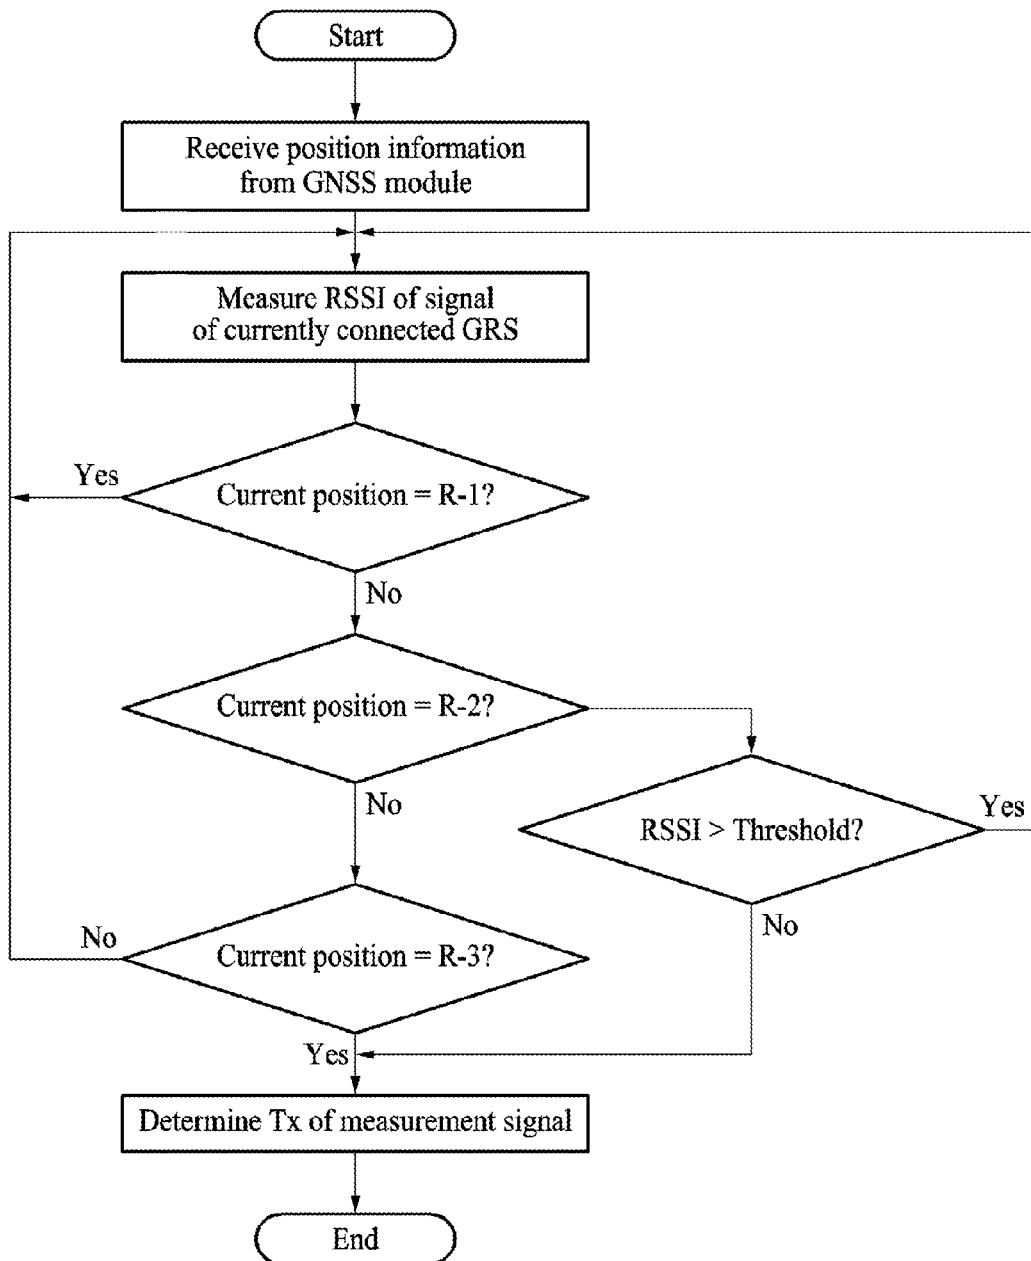 Start
Receive position information
from GNSS module
Measure RSSI of signal
of currently connected GRS
Yes
Current position = R-1?
No
Current position = R-2?
No
RSSI > Threshold?
Yes
No
No
Current position = R-3?
Yes
Determine Tx of measurement signal
End